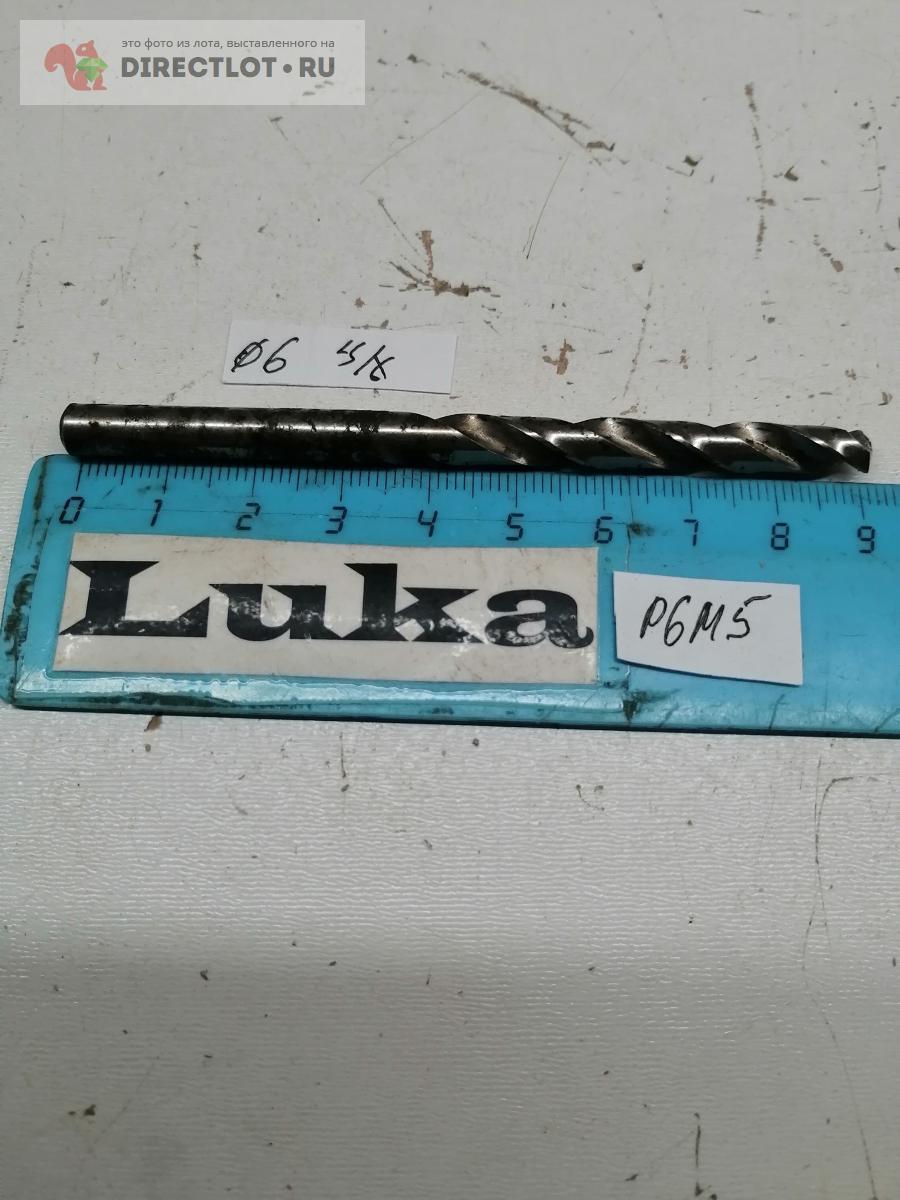 это фото из лота, выставленного на
DIRECTLOT•RU
ø6 ц/х
0 1 2 3 4 5 6 7 8 9
Luka
Р6М5